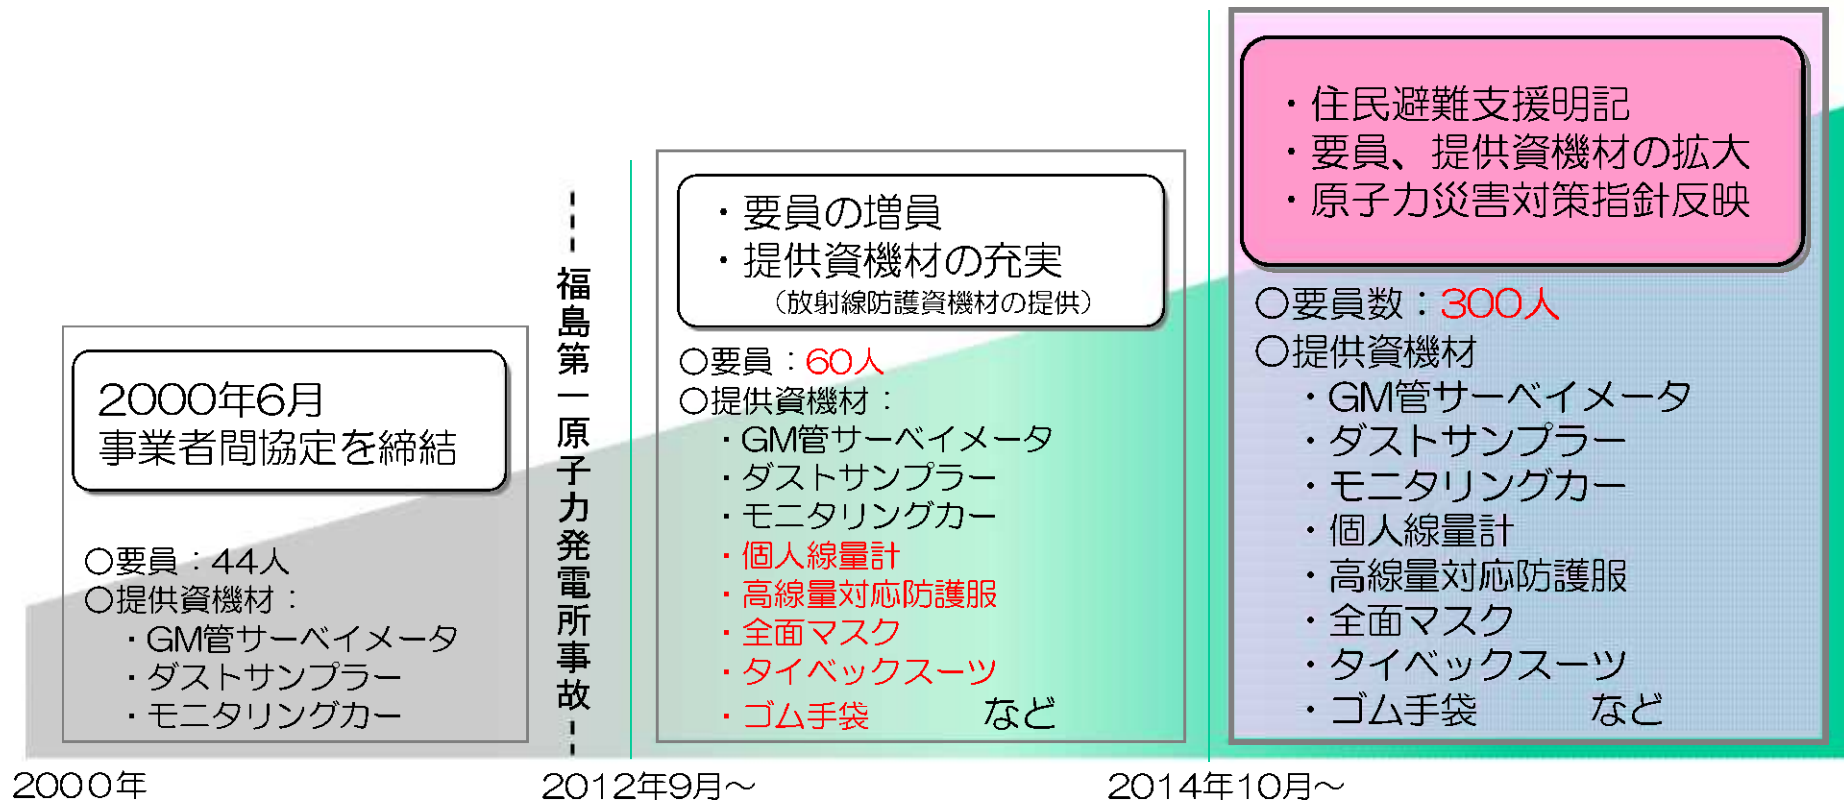 2000年6月
事業者間協定を締結
○要員：44人
○提供資機材：
・GM管サーベイメータ
・ダストサンプラー
・モニタリングカー
福島第一原子力発電所事故
・要員の増員
・提供資機材の充実
（放射線防護資機材の提供）
○要員：60人
○提供資機材：
・GM管サーベイメータ
・ダストサンプラー
・モニタリングカー
・個人線量計
・高線量対応防護服
・全面マスク
・タイベックスーツ
・ゴム手袋　など
・住民避難支援明記
・要員、提供資機材の拡大
・原子力災害対策指針反映
○要員数：300人
○提供資機材
・GM管サーベイメータ
・ダストサンプラー
・モニタリングカー
・個人線量計
・高線量対応防護服
・全面マスク
・タイベックスーツ
・ゴム手袋　など
2000年
2012年9月～
2014年10月～